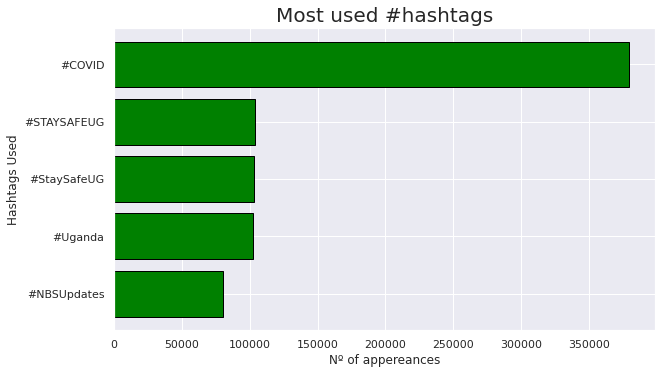 Most used #hashtags
#COVID
#STAYSAFEUG
#StaySafeUG
#Uganda
#NBSUpdates
Hashtags Used
0 50000 100000 150000 200000 250000 300000 350000
Nº of appereances